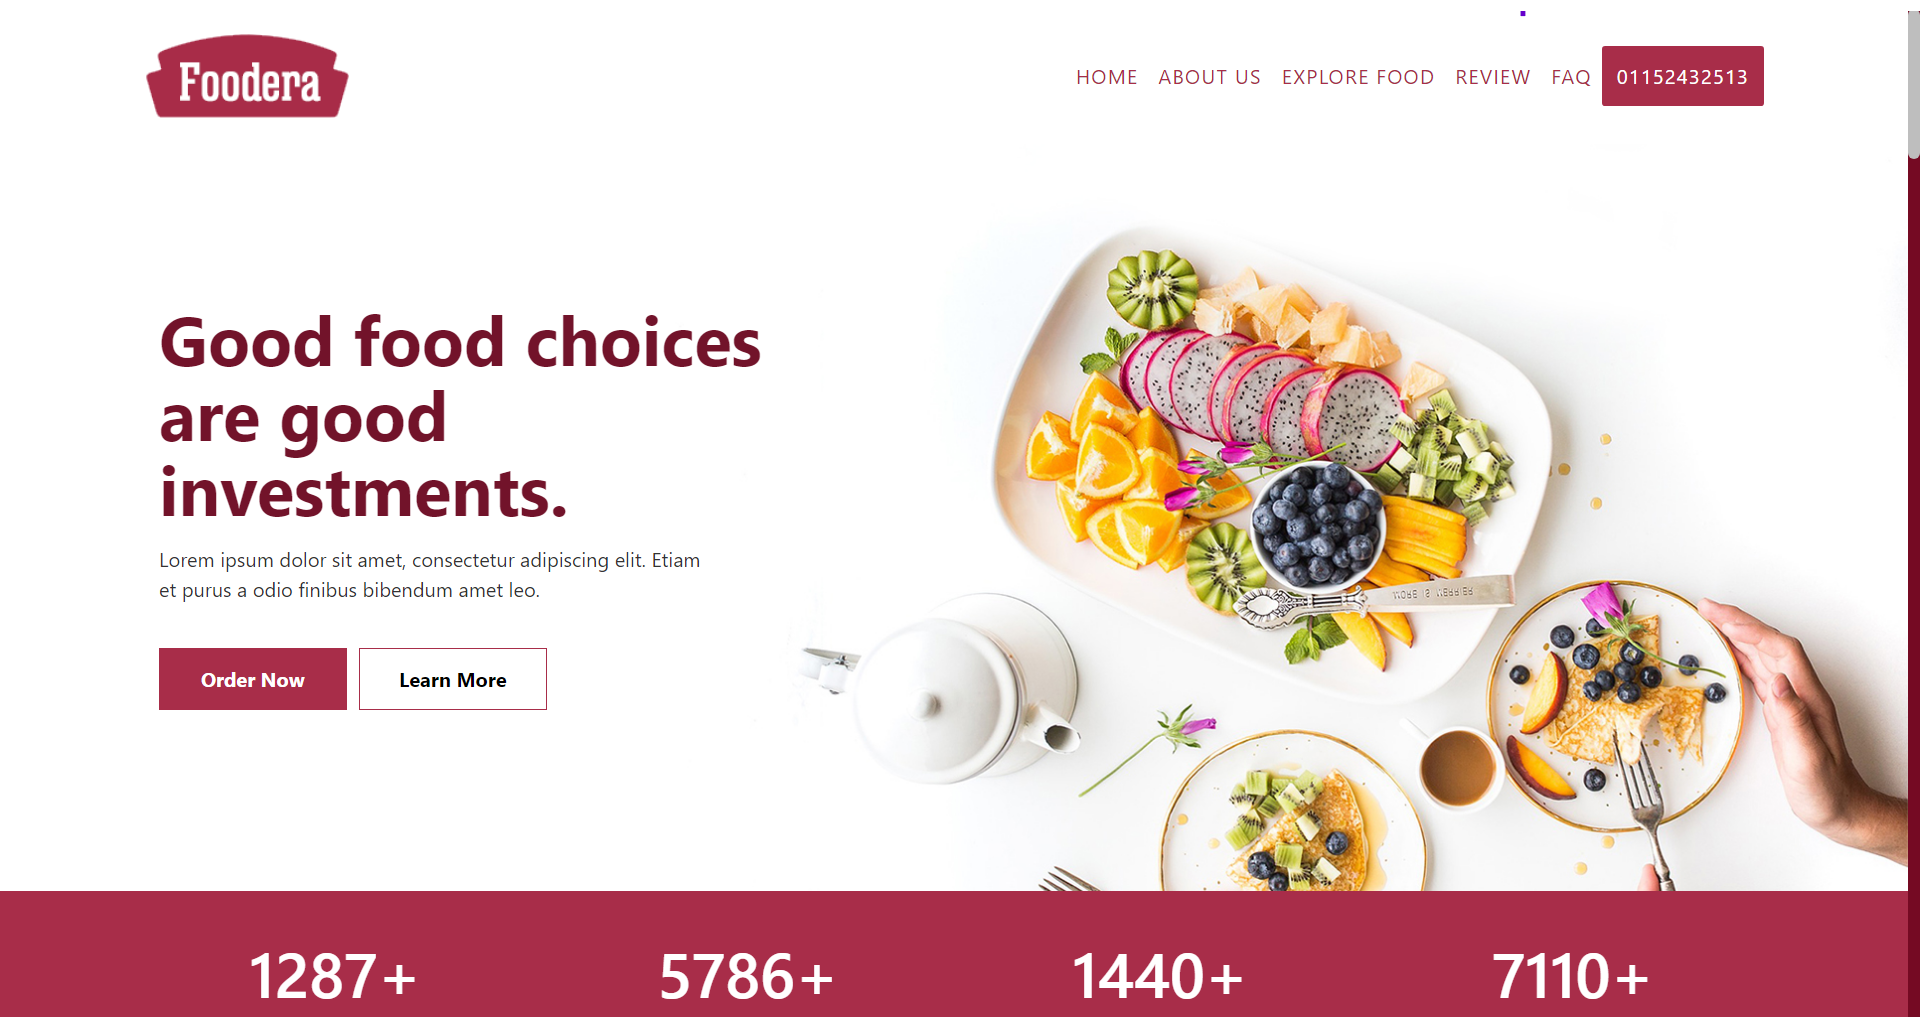 Foodera
HOME ABOUT US EXPLORE FOOD REVIEW FAQ 01152432513
Good food choices
are good
investments.
Lorem ipsum dolor sit amet, consectetur adipiscing elit. Etiam
et purus a odio finibus bibendum amet leo.
Order Now Learn More
MORE & MERRIER
1287+ 5786+ 1440+ 7110+